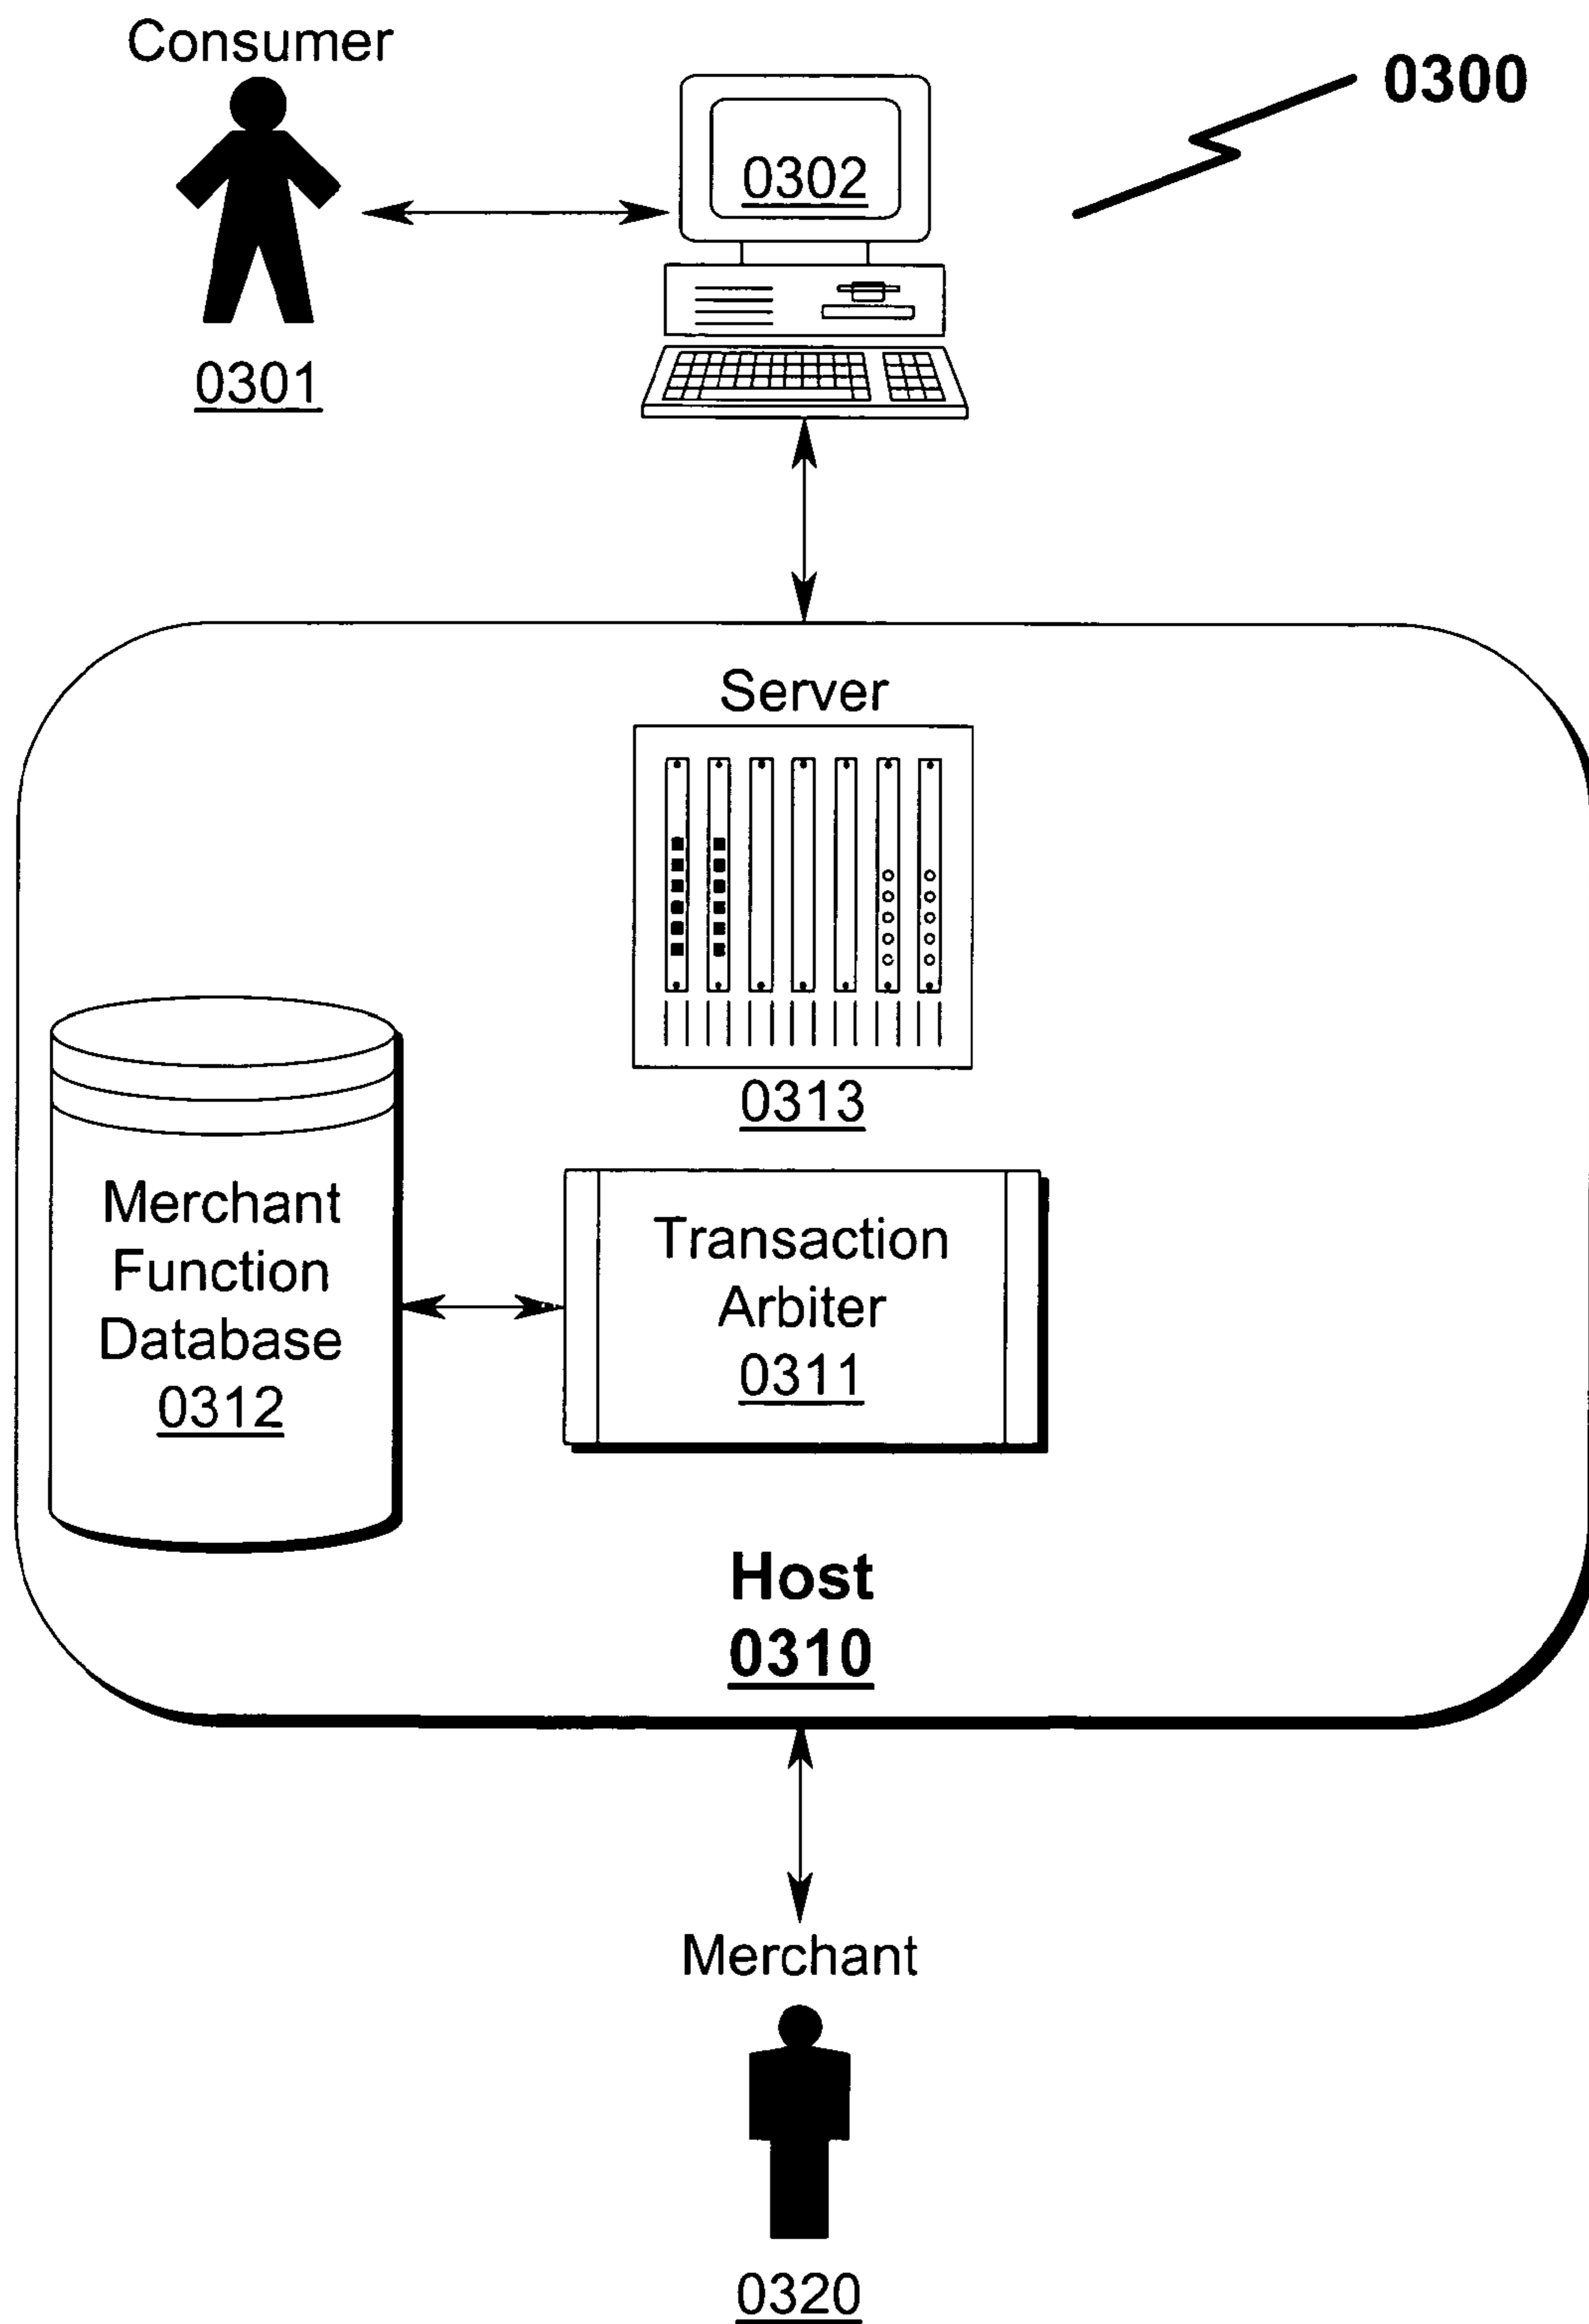 Consumer
0300
0302
0301
Server
0313
Merchant
Function
Database
0312
Transaction
Arbiter
0311
Host
0310
Merchant
0320